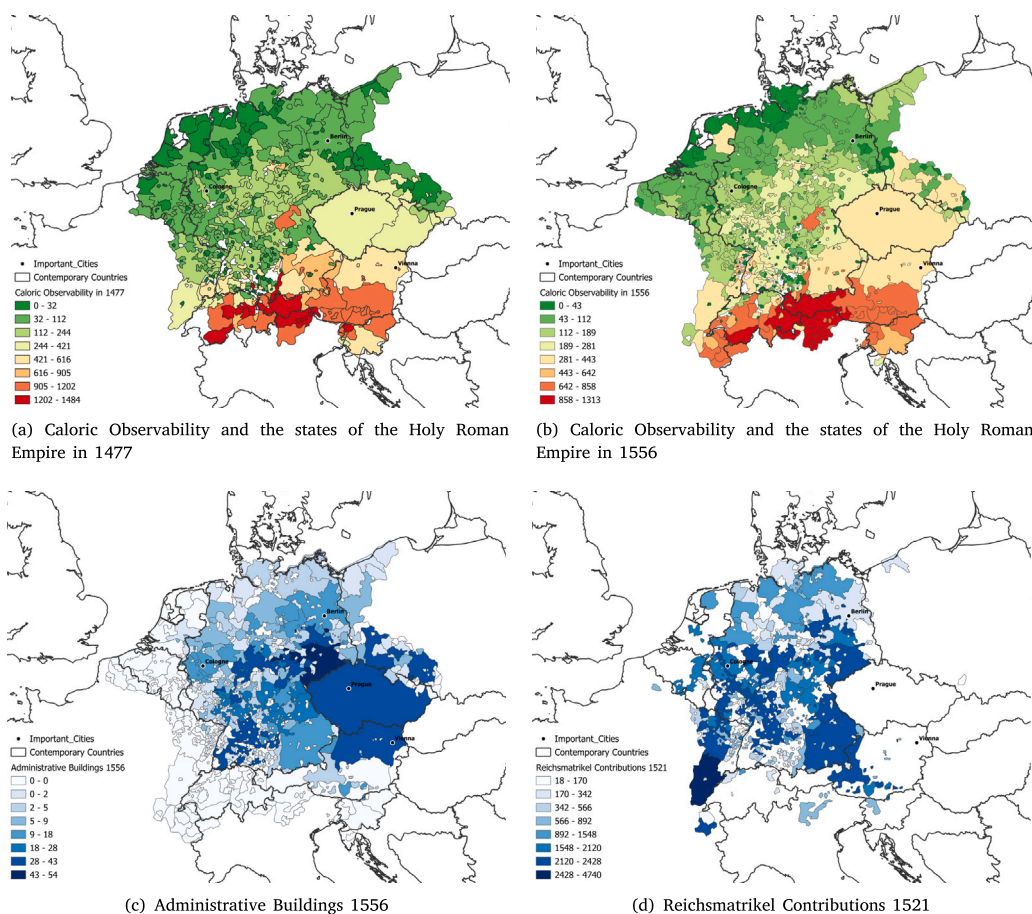 Berlin
Cologne
Prague
Vienna
Important_Cities
Contemporary Countries
Caloric Observability in 1477
0 - 32
32 - 112
112 - 244
244 - 421
421 - 616
616 - 905
905 - 1202
1202 - 1484
(a) Caloric Observability and the states of the Holy Roman
Empire in 1477
Berlin
Cologne
Prague
Vienna
Important_Cities
Contemporary Countries
Caloric Observability in 1556
0 - 43
43 - 112
112 - 189
189 - 281
281 - 443
443 - 642
642 - 858
858 - 1313
(b) Caloric Observability and the states of the Holy Roman
Empire in 1556
Berlin
Cologne
Prague
Vienna
Important_Cities
Contemporary Countries
Administrative Buildings 1556
0 - 0
0 - 2
2 - 5
5 - 9
9 - 18
18 - 28
28 - 43
43 - 54
(c) Administrative Buildings 1556
Berlin
Cologne
Prague
Vienna
Important_Cities
Contemporary Countries
Reichsmatrikel Contributions 1521
18 - 170
170 - 342
342 - 566
566 - 892
892 - 1548
1548 - 2120
2120 - 2428
2428 - 4740
(d) Reichsmatrikel Contributions 1521